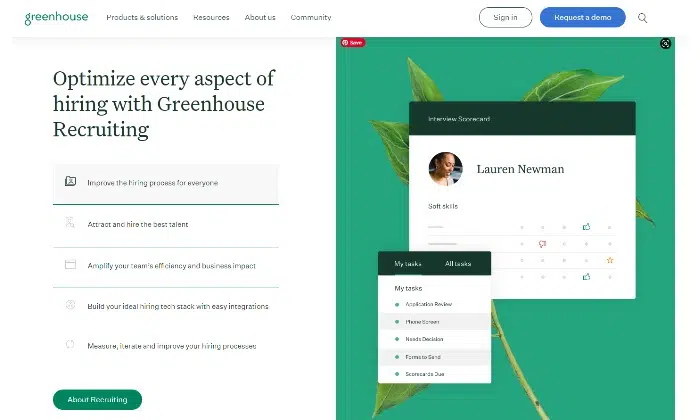 greenhouse
Products & solutions
Resources
About us
Community
Sign in
Request a demo
Optimize every aspect of
hiring with Greenhouse
Recruiting
Improve the hiring process for everyone
Attract and hire the best talent
Amplify your team's efficiency and business impact
Build your ideal hiring tech stack with easy integrations
Measure, iterate and improve your hiring processes
About Recruiting
Save
Interview Scorecard
Lauren Newman
Soft skills
My tasks
All tasks
My tasks
Application Review
Phone Screen
Needs Decision
Forms to Send
Scorecards Due